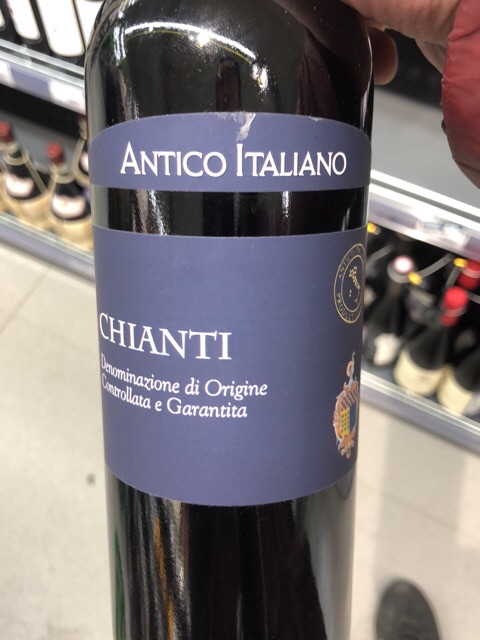 ANTICO ITALIANO
CHIANTI
Denominazione di Origine
Controllata e Garantita